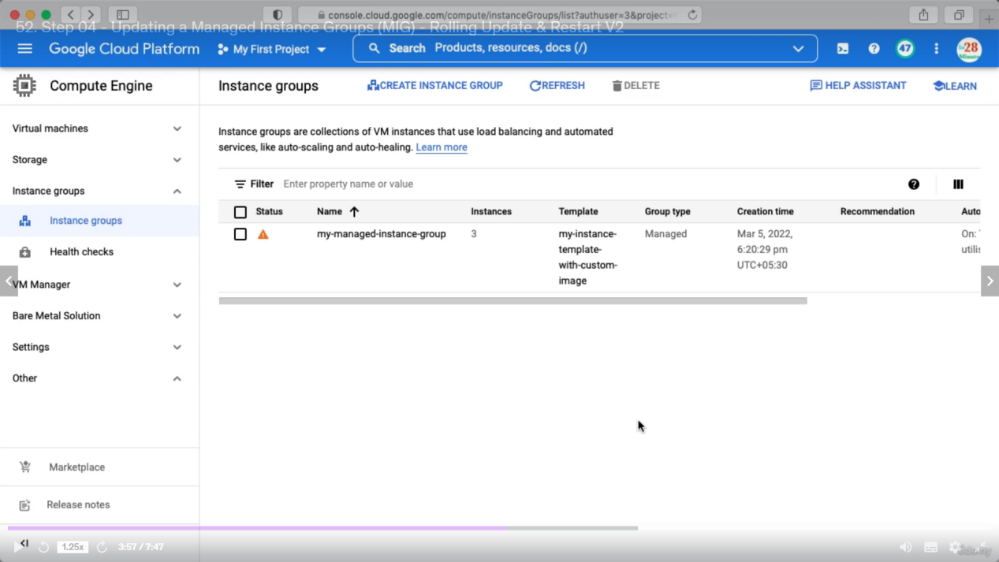 console.cloud.google.com/compute/instanceGroups/list?authuser=3&project=
52. Step 04 - Updating a Managed Instance Groups (MIG) - Rolling Update & Restart V2
Google Cloud Platform
My First Project
Search Products, resources, docs (/)
47
in28
Minutes
Compute Engine
Instance groups
CREATE INSTANCE GROUP
REFRESH
DELETE
HELP ASSISTANT
LEARN
Virtual machines
Storage
Instance groups
Instance groups
Health checks
VM Manager
Bare Metal Solution
Settings
Other
Marketplace
Release notes
Instance groups are collections of VM instances that use load balancing and automated
services, like auto-scaling and auto-healing. Learn more
Filter Enter property name or value
Status Name Instances Template Group type Creation time Recommendation Auto
my-managed-instance-group 3 my-instance- Managed Mar 5, 2022, On:
template- 6:20:29 pm utilis
with-custom- UTC+05:30
image
1.25x
3:57 / 7:47
Udemy